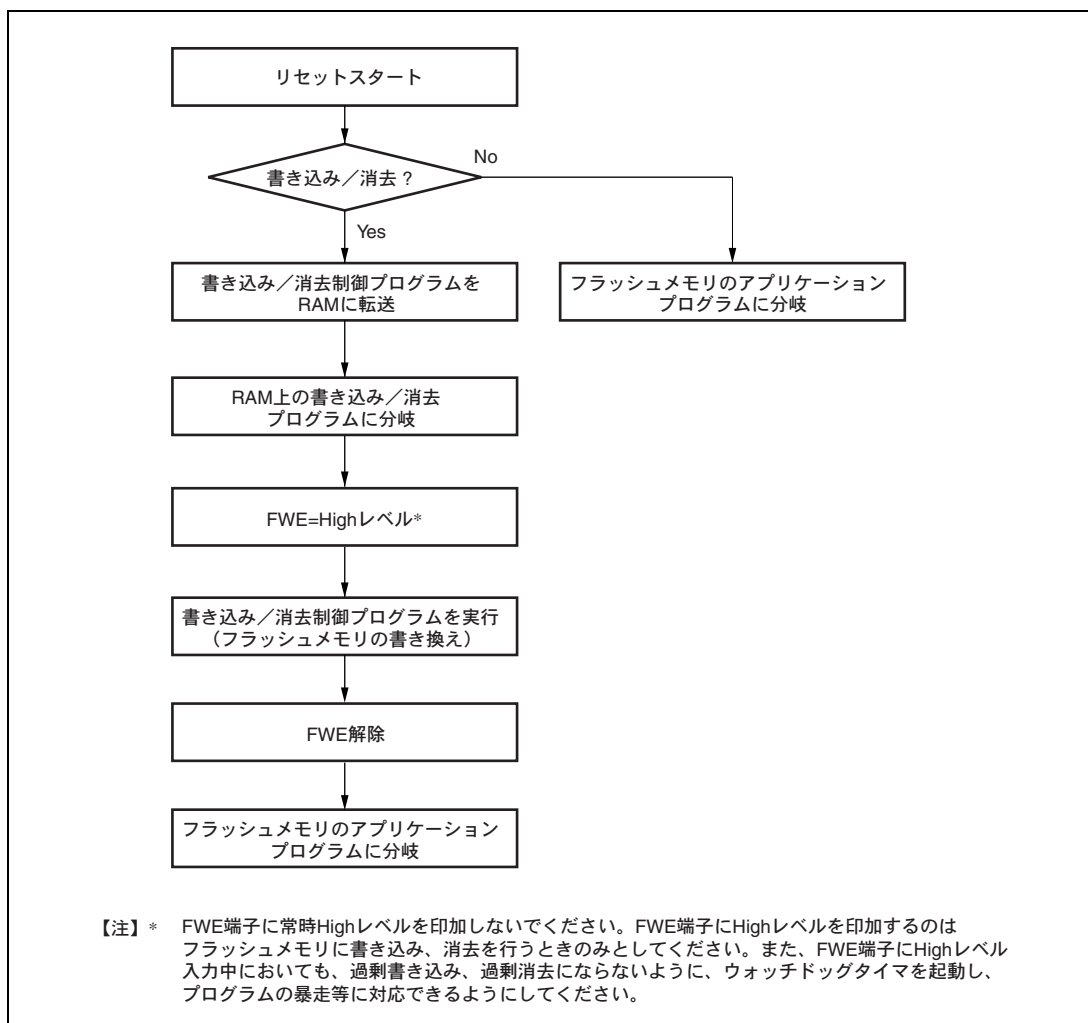 リセットスタート
書き込み／消去？
No
Yes
書き込み／消去制御プログラムを
RAMに転送
フラッシュメモリのアプリケーション
プログラムに分岐
RAM上の書き込み／消去
プログラムに分岐
FWE=Highレベル*
書き込み／消去制御プログラムを実行
（フラッシュメモリの書き換え）
FWE解除
フラッシュメモリのアプリケーション
プログラムに分岐
【注】* FWE端子に常時Highレベルを印加しないでください。FWE端子にHighレベルを印加するのは
フラッシュメモリに書き込み、消去を行うときのみとしてください。また、FWE端子にHighレベル
入力中においても、過剰書き込み、過剰消去にならないように、ウォッチドッグタイマを起動し、
プログラムの暴走等に対応できるようにしてください。